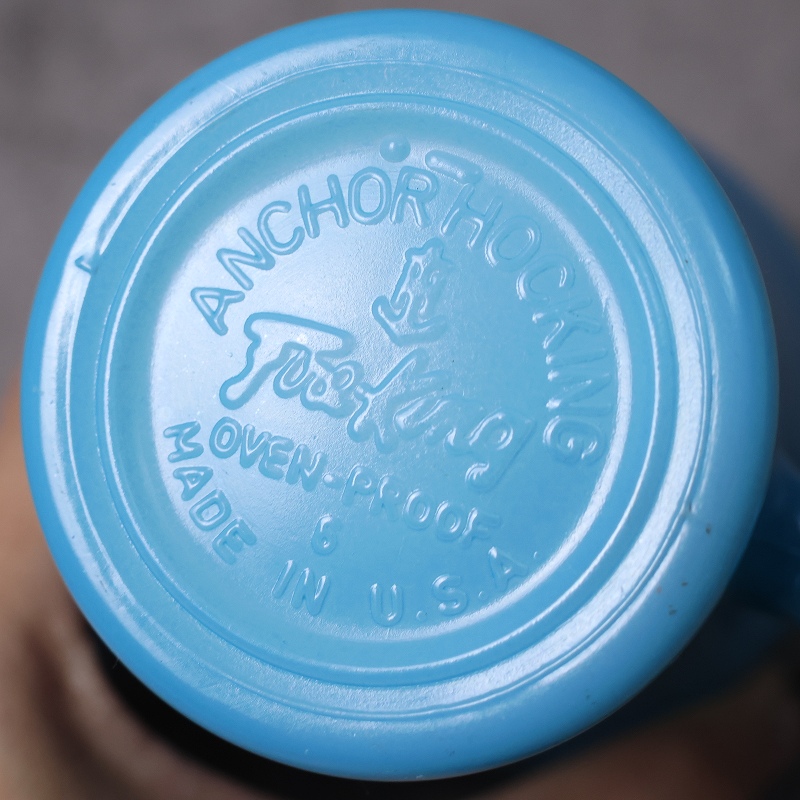 ANCHOR HOCKING
Fire-King
OVEN-PROOF
6
MADE IN U.S.A.